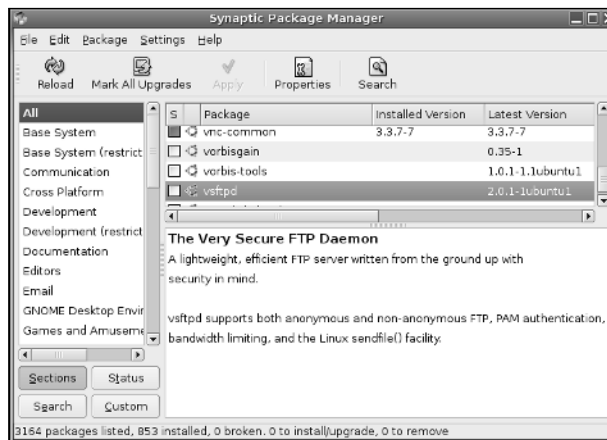 Synaptic Package Manager
File Edit Package Settings Help
Reload Mark All Upgrades Apply Properties Search
All
Base System
Base System (restrict
Communication
Cross Platform
Development
Development (restrict
Documentation
Editors
Email
GNOME Desktop Envir
Games and Amuseme
Sections Status
Search Custom
S Package Installed Version Latest Version
vnc-common 3.3.7-7 3.3.7-7
vorbisgain 0.35-1
vorbis-tools 1.0.1-1.1ubuntu1
vsftpd 2.0.1-1ubuntu1
The Very Secure FTP Daemon
A lightweight, efficient FTP server written from the ground up with
security in mind.
vsftpd supports both anonymous and non-anonymous FTP, PAM authentication,
bandwidth limiting, and the Linux sendfile() facility.
3164 packages listed, 853 installed, 0 broken. 0 to install/upgrade, 0 to remove